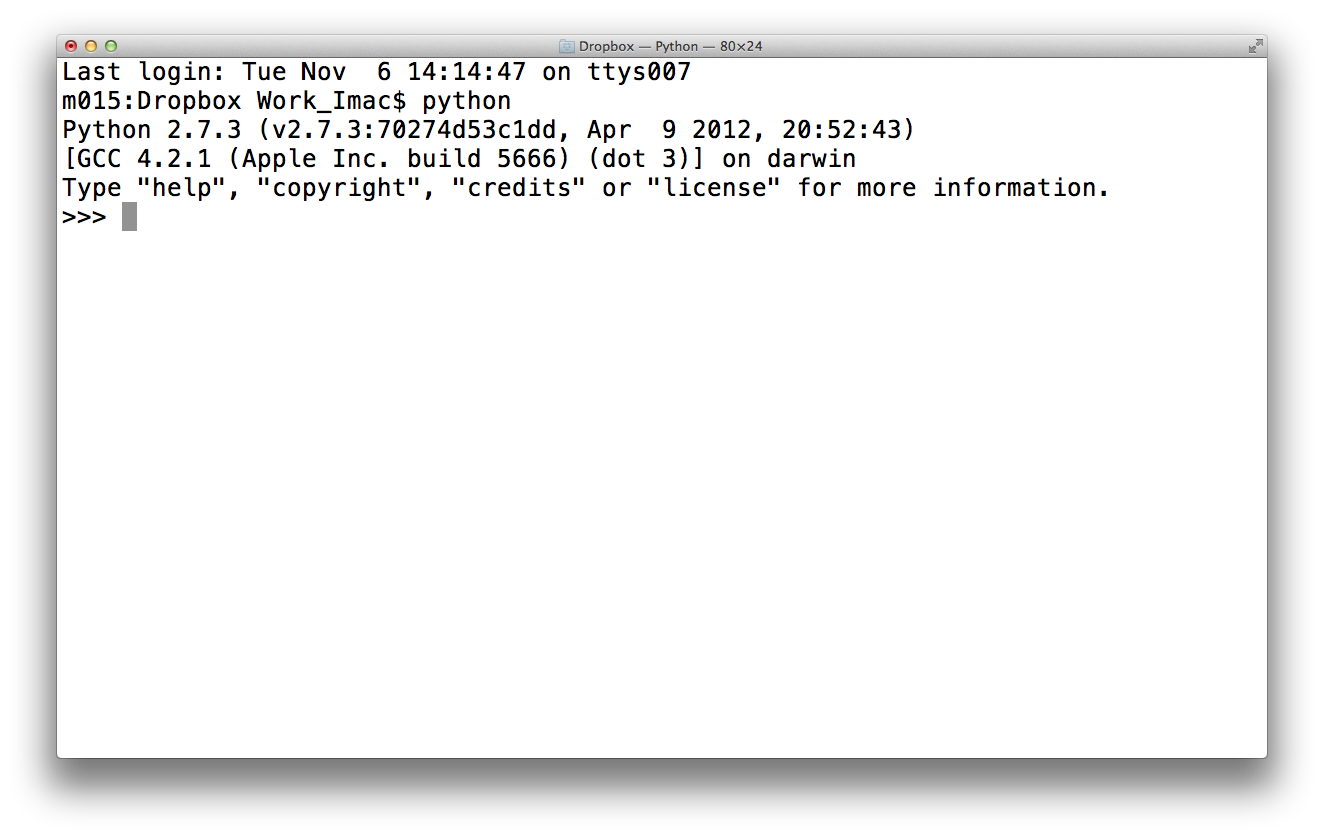 Dropbox — Python — 80×24
Last login: Tue Nov  6 14:14:47 on ttys007
m015:Dropbox Work_Imac$ python
Python 2.7.3 (v2.7.3:70274d53c1dd, Apr  9 2012, 20:52:43)
[GCC 4.2.1 (Apple Inc. build 5666) (dot 3)] on darwin
Type "help", "copyright", "credits" or "license" for more information.
>>>